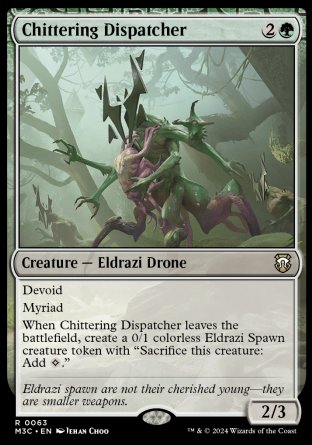 Chittering Dispatcher 2
Creature — Eldrazi Drone
Devoid
Myriad
When Chittering Dispatcher leaves the
battlefield, create a 0/1 colorless Eldrazi Spawn
creature token with “Sacrifice this creature:
Add .”
Eldrazi spawn are not their cherished young—they
are smaller weapons.
R 0063
M3C • EN Jehan Choo
™ & © 2024 Wizards of the Coast
2/3